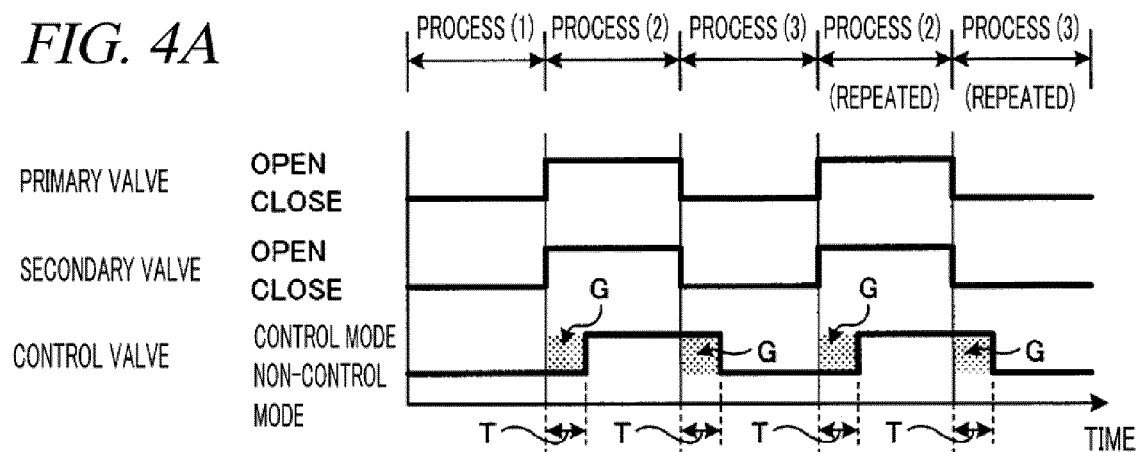 FIG. 4A
PROCESS (1) PROCESS (2) PROCESS (3) PROCESS (2) PROCESS (3)
(REPEATED) (REPEATED)
PRIMARY VALVE
OPEN
CLOSE
SECONDARY VALVE
OPEN
CLOSE
G G
CONTROL VALVE
CONTROL MODE
G G
NON-CONTROL
MODE
T T T T
TIME